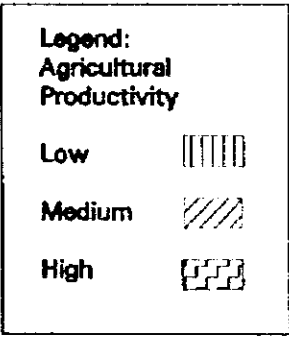 Legend:
Agricultural
Productivity
Low
Medium
High